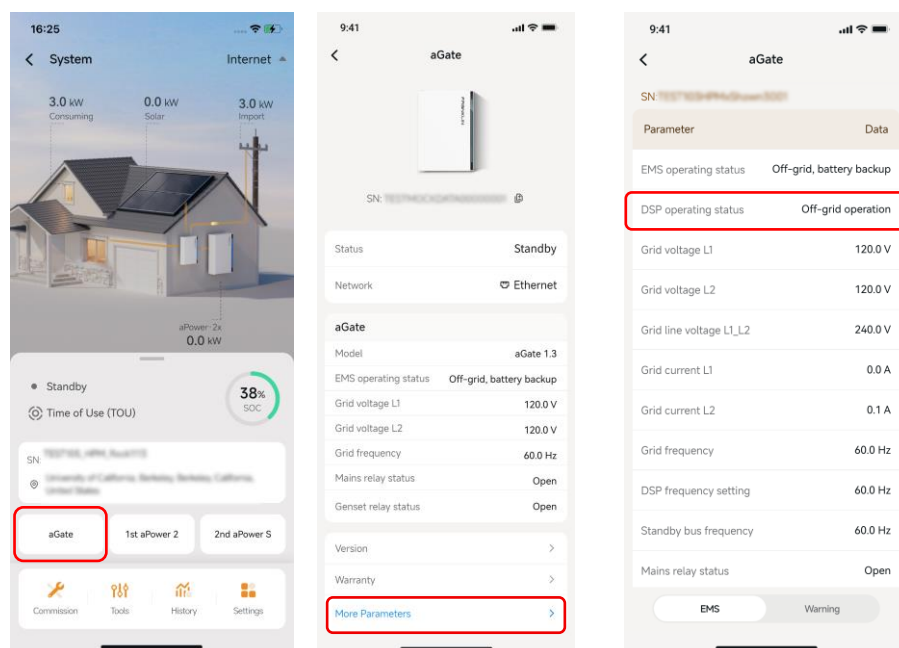 16:25
System
Internet
3.0 kW
Consuming
0.0 kW
Solar
3.0 kW
Import
aPower-2x
0.0 kW
Standby
Time of Use (TOU)
38%
SOC
SN:
University of California, Berkeley, Berkeley, California,
United States
aGate
1st aPower 2
2nd aPower S
Commission
Tools
History
Settings
9:41
aGate
SN:
Status Standby
Network Ethernet
aGate
Model aGate 1.3
EMS operating status Off-grid, battery backup
Grid voltage L1 120.0 V
Grid voltage L2 120.0 V
Grid frequency 60.0 Hz
Mains relay status Open
Genset relay status Open
Version
Warranty
More Parameters
9:41
aGate
SN:
Parameter Data
EMS operating status Off-grid, battery backup
DSP operating status Off-grid operation
Grid voltage L1 120.0 V
Grid voltage L2 120.0 V
Grid line voltage L1_L2 240.0 V
Grid current L1 0.0 A
Grid current L2 0.1 A
Grid frequency 60.0 Hz
DSP frequency setting 60.0 Hz
Standby bus frequency 60.0 Hz
Mains relay status Open
EMS
Warning